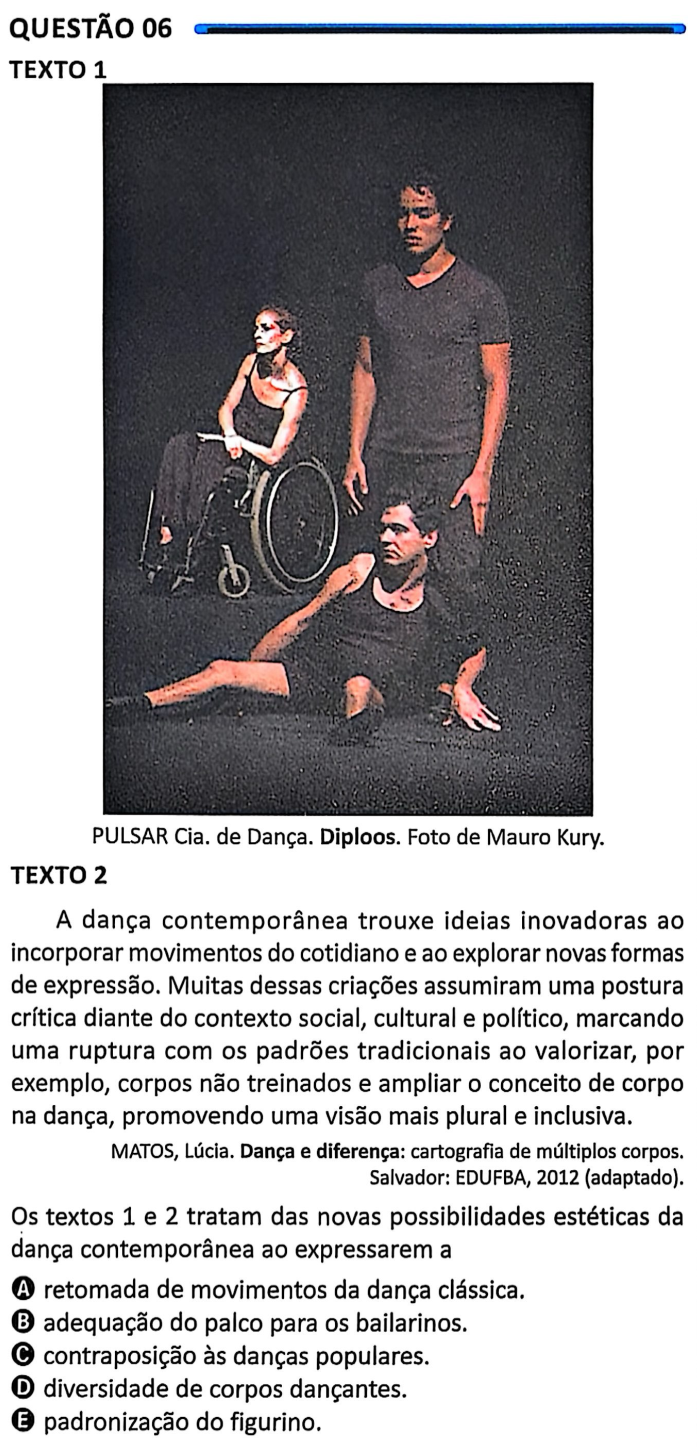 QUESTÃO 06
TEXTO 1
PULSAR Cia. de Dança. Diploos. Foto de Mauro Kury.
TEXTO 2
A dança contemporânea trouxe ideias inovadoras ao
incorporar movimentos do cotidiano e ao explorar novas formas
de expressão. Muitas dessas criações assumiram uma postura
crítica diante do contexto social, cultural e político, marcando
uma ruptura com os padrões tradicionais ao valorizar, por
exemplo, corpos não treinados e ampliar o conceito de corpo
na dança, promovendo uma visão mais plural e inclusiva.
MATOS, Lúcia. Dança e diferença: cartografia de múltiplos corpos.
Salvador: EDUFBA, 2012 (adaptado).
Os textos 1 e 2 tratam das novas possibilidades estéticas da
dança contemporânea ao expressarem a
A retomada de movimentos da dança clássica.
B adequação do palco para os bailarinos.
C contraposição às danças populares.
D diversidade de corpos dançantes.
E padronização do figurino.